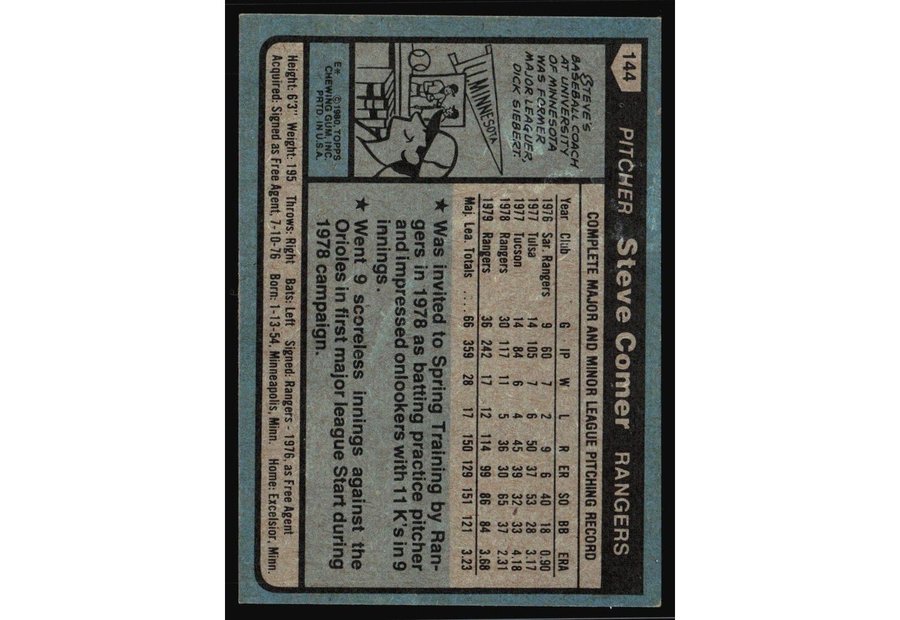 144
PITCHER Steve Comer RANGERS
COMPLETE MAJOR AND MINOR LEAGUE PITCHING RECORD
Year Club G IP W L R ER SO BB ERA
1976 Sar. Rangers 9 60 7 2 9 6 40 18 0.90
1977 Tulsa 14 105 7 6 50 37 53 28 3.17
1977 Tucson 14 84 6 4 45 39 32 33 4.18
1978 Rangers 30 117 11 5 36 30 65 37 2.31
1979 Rangers 36 242 17 12 114 99 86 84 3.68
Maj. Lea. Totals .... 66 359 28 17 150 129 151 121 3.23
STEVE'S
BASEBALL COACH
AT UNIVERSITY
OF MINNESOTA
WAS FORMER
MAJOR LEAGUER,
DICK SIEBERT.
MINNESOTA
★ Was invited to Spring Training by Ran-
gers in 1978 as batting practice pitcher
and impressed onlookers with 11 K's in 9
innings.
★ Went 9 scoreless innings against the
Orioles in first major league Start during
1978 campaign.
E* © 1980 TOPPS
CHEWING GUM, INC.
PRTD. IN U.S.A.
Height: 6'3" Weight: 195 Throws: Right Bats: Left Signed: Rangers - 1976, as Free Agent
Acquired: Signed as Free Agent, 7-10-76 Born: 1-13-54, Minneapolis, Minn. Home: Excelsior, Minn.